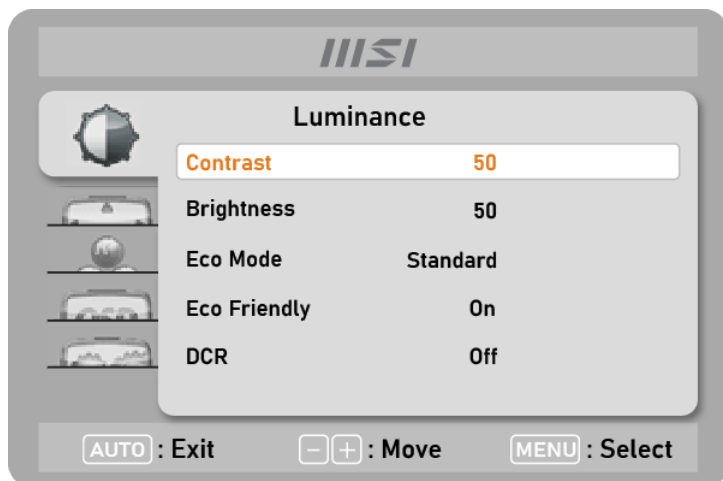 msi
Luminance
Contrast 50
Brightness 50
Eco Mode Standard
Eco Friendly On
DCR Off
OSD
AUTO : Exit - + : Move MENU : Select